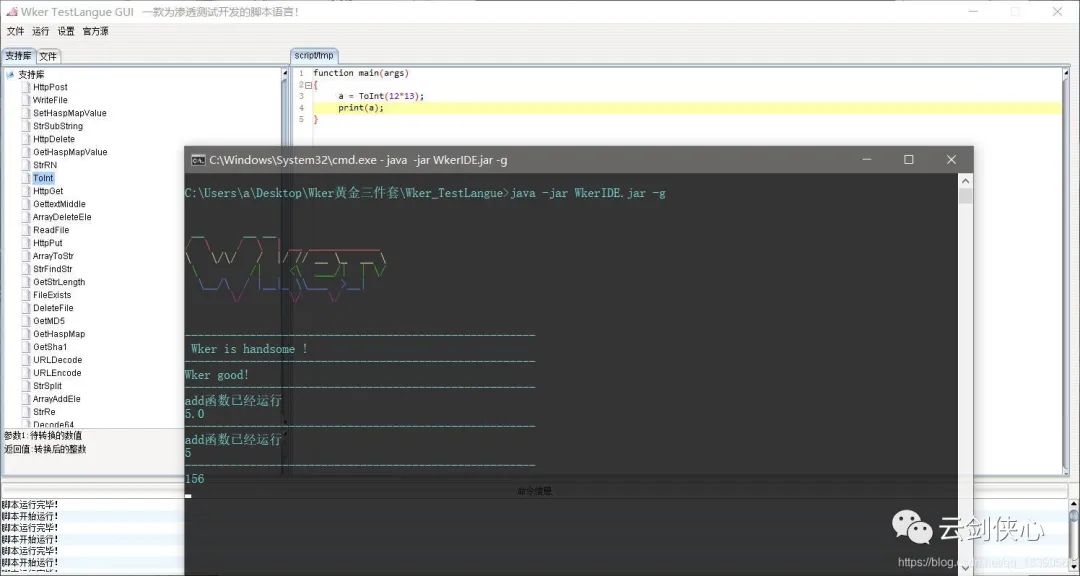 Wker TestLangue GUI 一款为渗透测试开发的脚本语言!
文件 运行 设置 官方源
支持库 文件
script/tmp
支持库
HttpPost
WriteFile
SetHaspMapValue
StrSubString
HttpDelete
GetHaspMapValue
StrRN
ToInt
HttpGet
GettextMiddle
ArrayDeleteEle
ReadFile
HttpPut
ArrayToStr
StrFindStr
GetStrLength
FileExists
DeleteFile
GetMD5
GetHaspMap
GetSha1
URLDecode
URLEncode
StrSplit
ArrayAddEle
StrRe
Decode64
参数1:待转换的数值
返回值:转换后的整数
1 function main(args)
2 {
3 a = ToInt(12*13);
4 print(a);
5 }
C:\Windows\System32\cmd.exe - java -jar WkerIDE.jar -g
C:\Users\a\Desktop\Wker黄金三件套\Wker_TestLangue>java -jar WkerIDE.jar -g
Wker
Wker is handsome !
Wker good!
add函数已经运行
5.0
add函数已经运行
5
156
命令信息
脚本运行完毕!
脚本开始运行!
脚本运行完毕!
脚本开始运行!
脚本运行完毕!
脚本开始运行!
脚本运行完毕!
云剑侠心